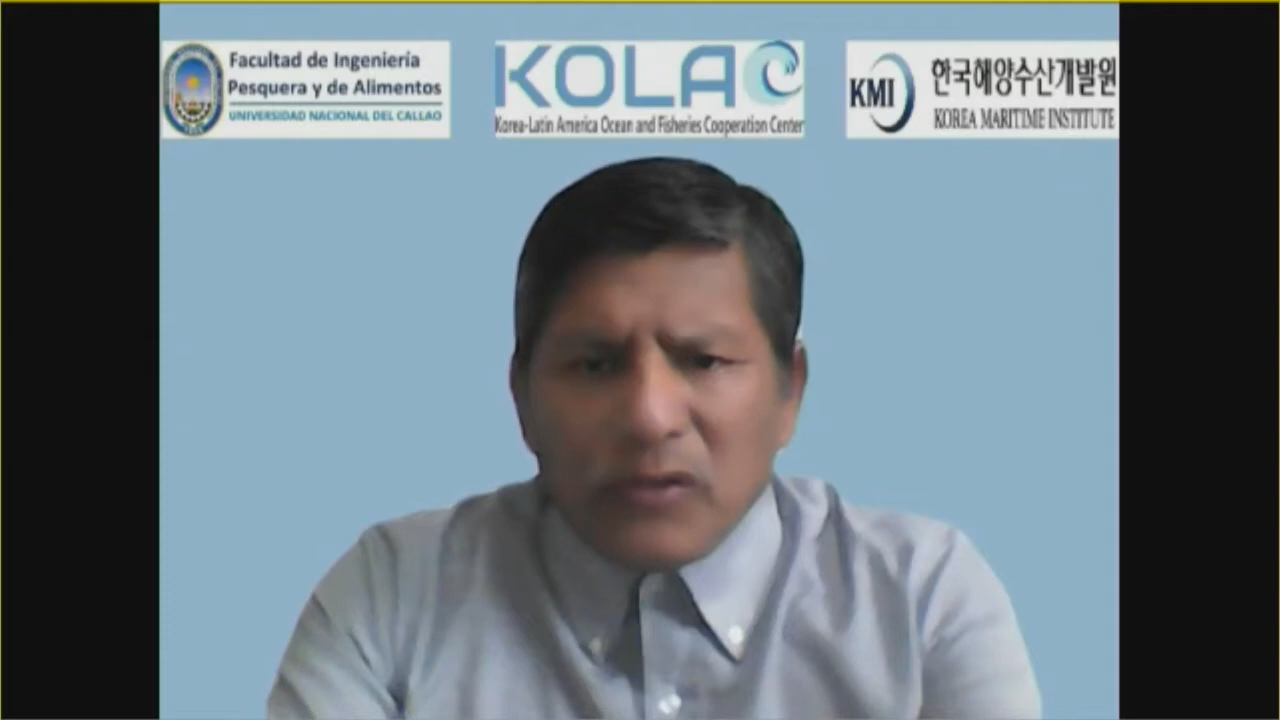 Facultad de Ingeniería
Pesquera y de Alimentos
UNIVERSIDAD NACIONAL DEL CALLAO
KOLAC
Korea-Latin America Ocean and Fisheries Cooperation Center
KMI
한국해양수산개발원
KOREA MARITIME INSTITUTE